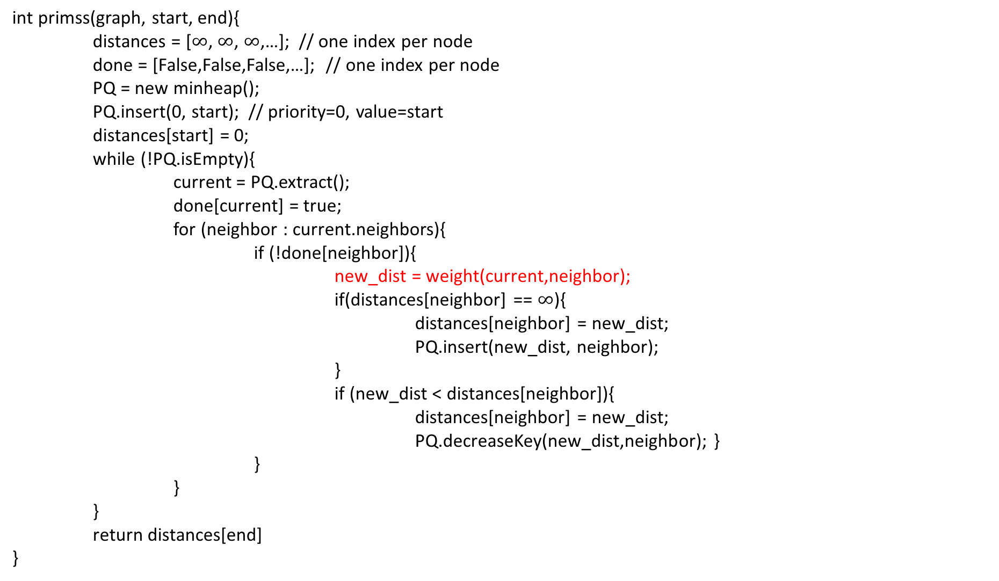 int primss(graph, start, end){
distances = [∞, ∞, ∞,…]; // one index per node
done = [False,False,False,…]; // one index per node
PQ = new minheap();
PQ.insert(0, start); // priority=0, value=start
distances[start] = 0;
while (!PQ.isEmpty){
current = PQ.extract();
done[current] = true;
for (neighbor : current.neighbors){
if (!done[neighbor]){
new_dist = weight(current,neighbor);
if(distances[neighbor] == ∞){
distances[neighbor] = new_dist;
PQ.insert(new_dist, neighbor);
}
if (new_dist < distances[neighbor]){
distances[neighbor] = new_dist;
PQ.decreaseKey(new_dist,neighbor); }
}
}
}
return distances[end]
}